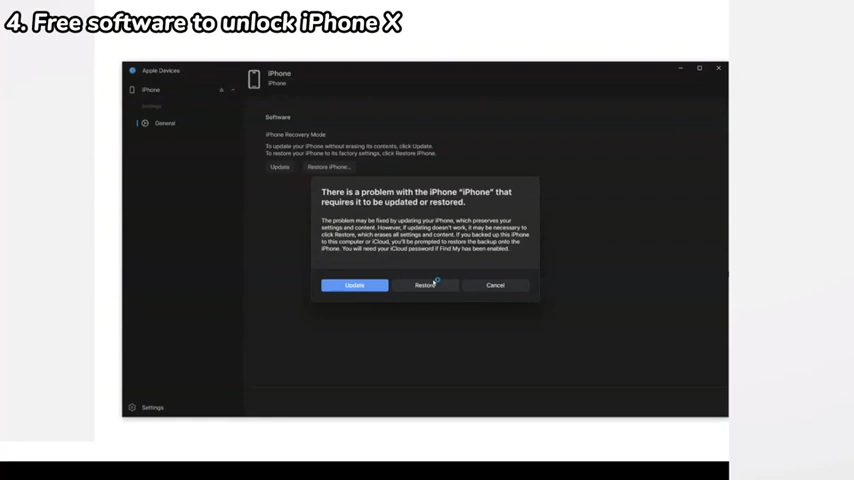 4. Free software to unlock iPhone X
Apple Devices
iPhone
iPhone
iPhone
Settings
General
Software
iPhone Recovery Mode
To update your iPhone without erasing its contents, click Update.
To restore your iPhone to its factory settings, click Restore iPhone.
Update
Restore iPhone...
There is a problem with the iPhone “iPhone” that
requires it to be updated or restored.
The problem may be fixed by updating your iPhone, which preserves your
settings and content. However, if updating doesn't work, it may be necessary to
click Restore, which erases all settings and content. If you backed up this iPhone
to this computer or iCloud, you'll be prompted to restore the backup onto the
iPhone. You will need your iCloud password if Find My has been enabled.
Update
Restore
Cancel
Settings